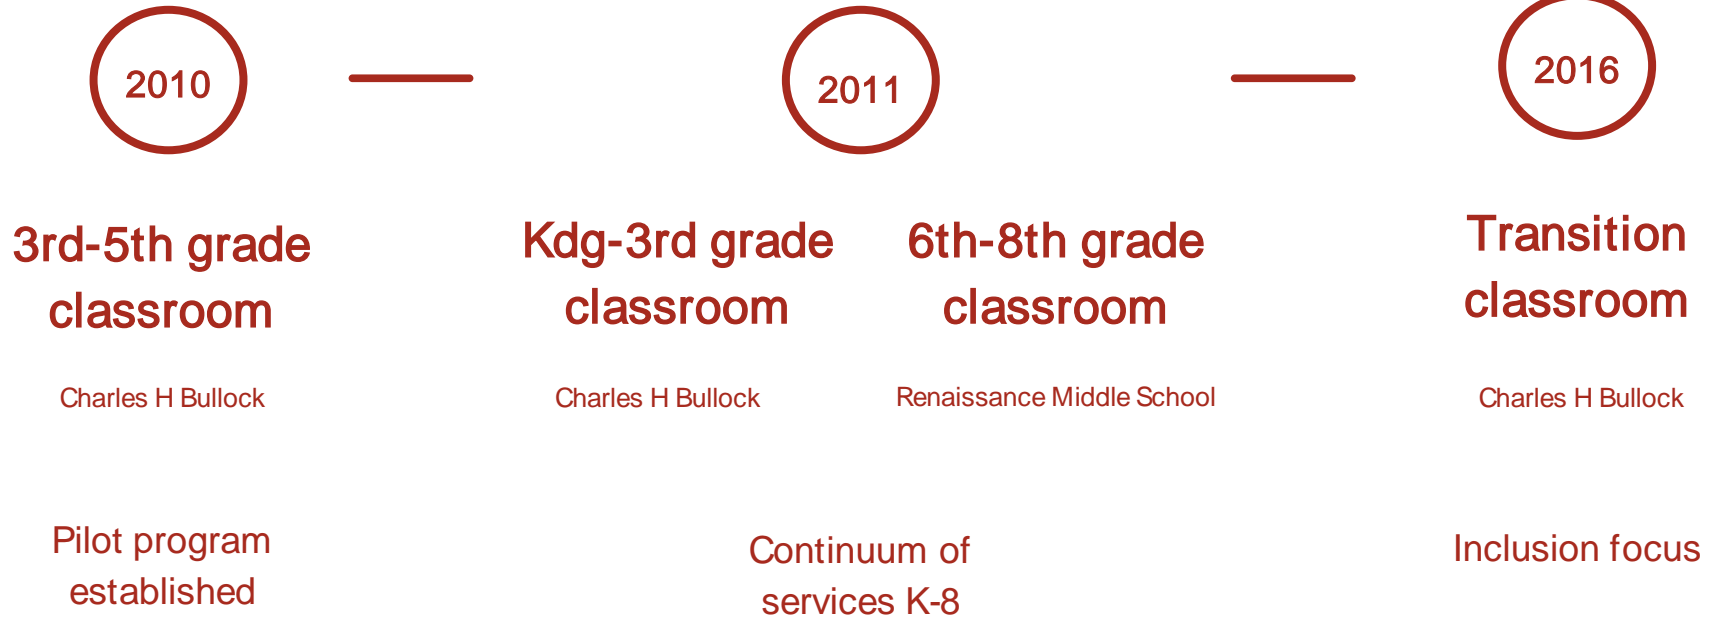 2010
2011
2016
3rd-5th grade
classroom
Charles H Bullock
Pilot program
established
Kdg-3rd grade
classroom
Charles H Bullock
6th-8th grade
classroom
Renaissance Middle School
Continuum of
services K-8
Transition
classroom
Charles H Bullock
Inclusion focus